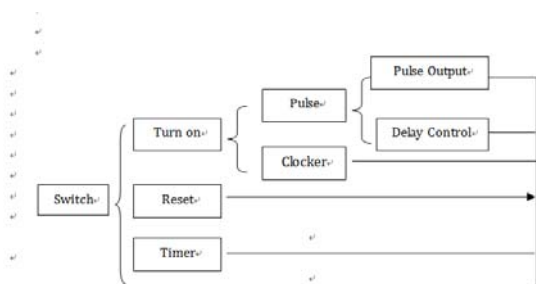 Pulse Output
Pulse
Turn on
Delay Control
Clocker
Switch
Reset
Timer